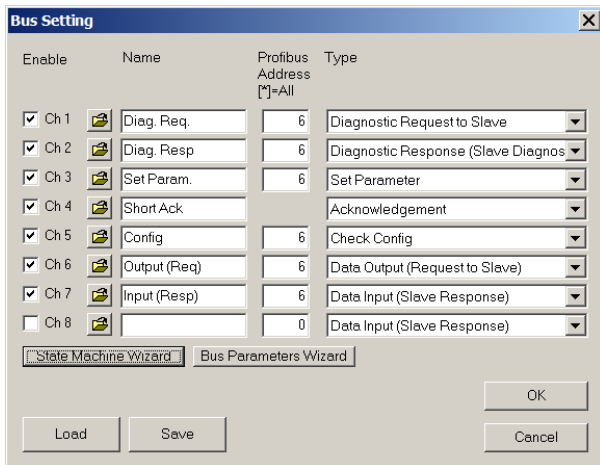 Bus Setting
Enable Name Profibus Address [*]=All Type
Ch 1 Diag. Req. 6 Diagnostic Request to Slave
Ch 2 Diag. Resp 6 Diagnostic Response (Slave Diagnos
Ch 3 Set Param. 6 Set Parameter
Ch 4 Short Ack Acknowledgement
Ch 5 Config 6 Check Config
Ch 6 Output (Req) 6 Data Output (Request to Slave)
Ch 7 Input (Resp) 6 Data Input (Slave Response)
Ch 8 0 Data Input (Slave Response)
State Machine Wizard Bus Parameters Wizard
OK
Load Save Cancel